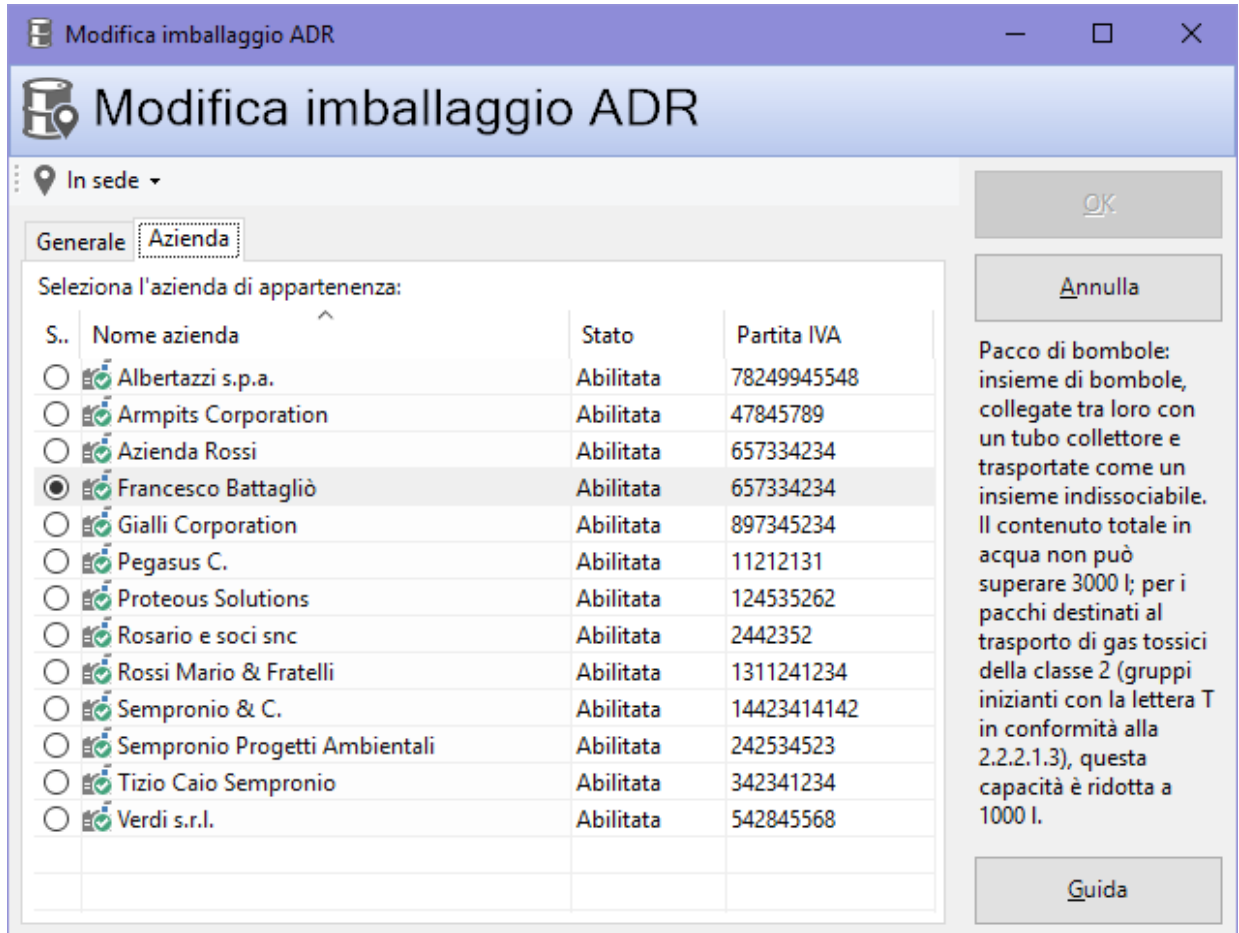 Modifica imballaggio ADR
Modifica imballaggio ADR
In sede
OK
Generale Azienda
Annulla
Seleziona l'azienda di appartenenza:
S.. Nome azienda Stato Partita IVA
Albertazzi s.p.a. Abilitata 78249945548
Armpits Corporation Abilitata 47845789
Azienda Rossi Abilitata 657334234
Francesco Battagliò Abilitata 657334234
Gialli Corporation Abilitata 897345234
Pegasus C. Abilitata 11212131
Proteous Solutions Abilitata 124535262
Rosario e soci snc Abilitata 2442352
Rossi Mario & Fratelli Abilitata 1311241234
Sempronio & C. Abilitata 14423414142
Sempronio Progetti Ambientali Abilitata 242534523
Tizio Caio Sempronio Abilitata 342341234
Verdi s.r.l. Abilitata 542845568
Pacco di bombole:
insieme di bombole,
collegate tra loro con
un tubo collettore e
trasportate come un
insieme indissociabile.
Il contenuto totale in
acqua non può
superare 3000 l; per i
pacchi destinati al
trasporto di gas tossici
della classe 2 (gruppi
inizianti con la lettera T
in conformità alla
2.2.2.1.3), questa
capacità è ridotta a
1000 l.
Guida